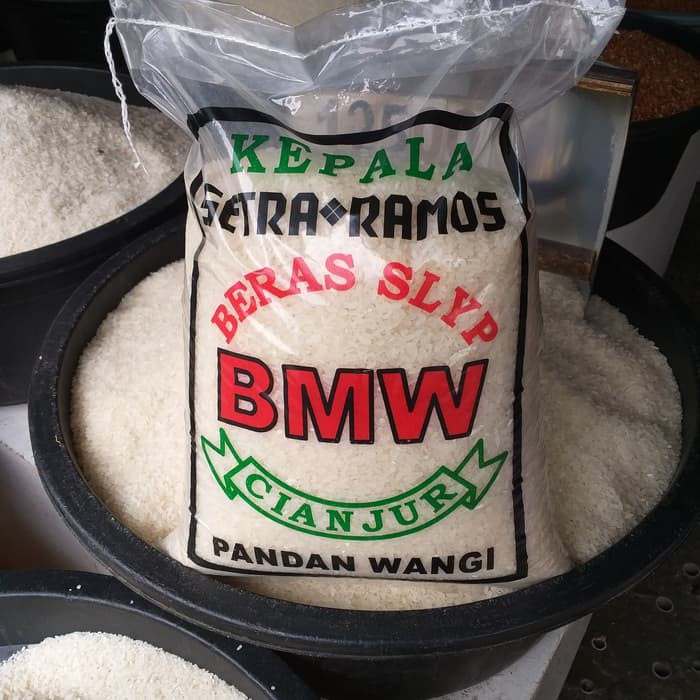 KEPALA
SETRA RAMOS
BERAS SLYP
BMW
CIANJUR
PANDAN WANGI